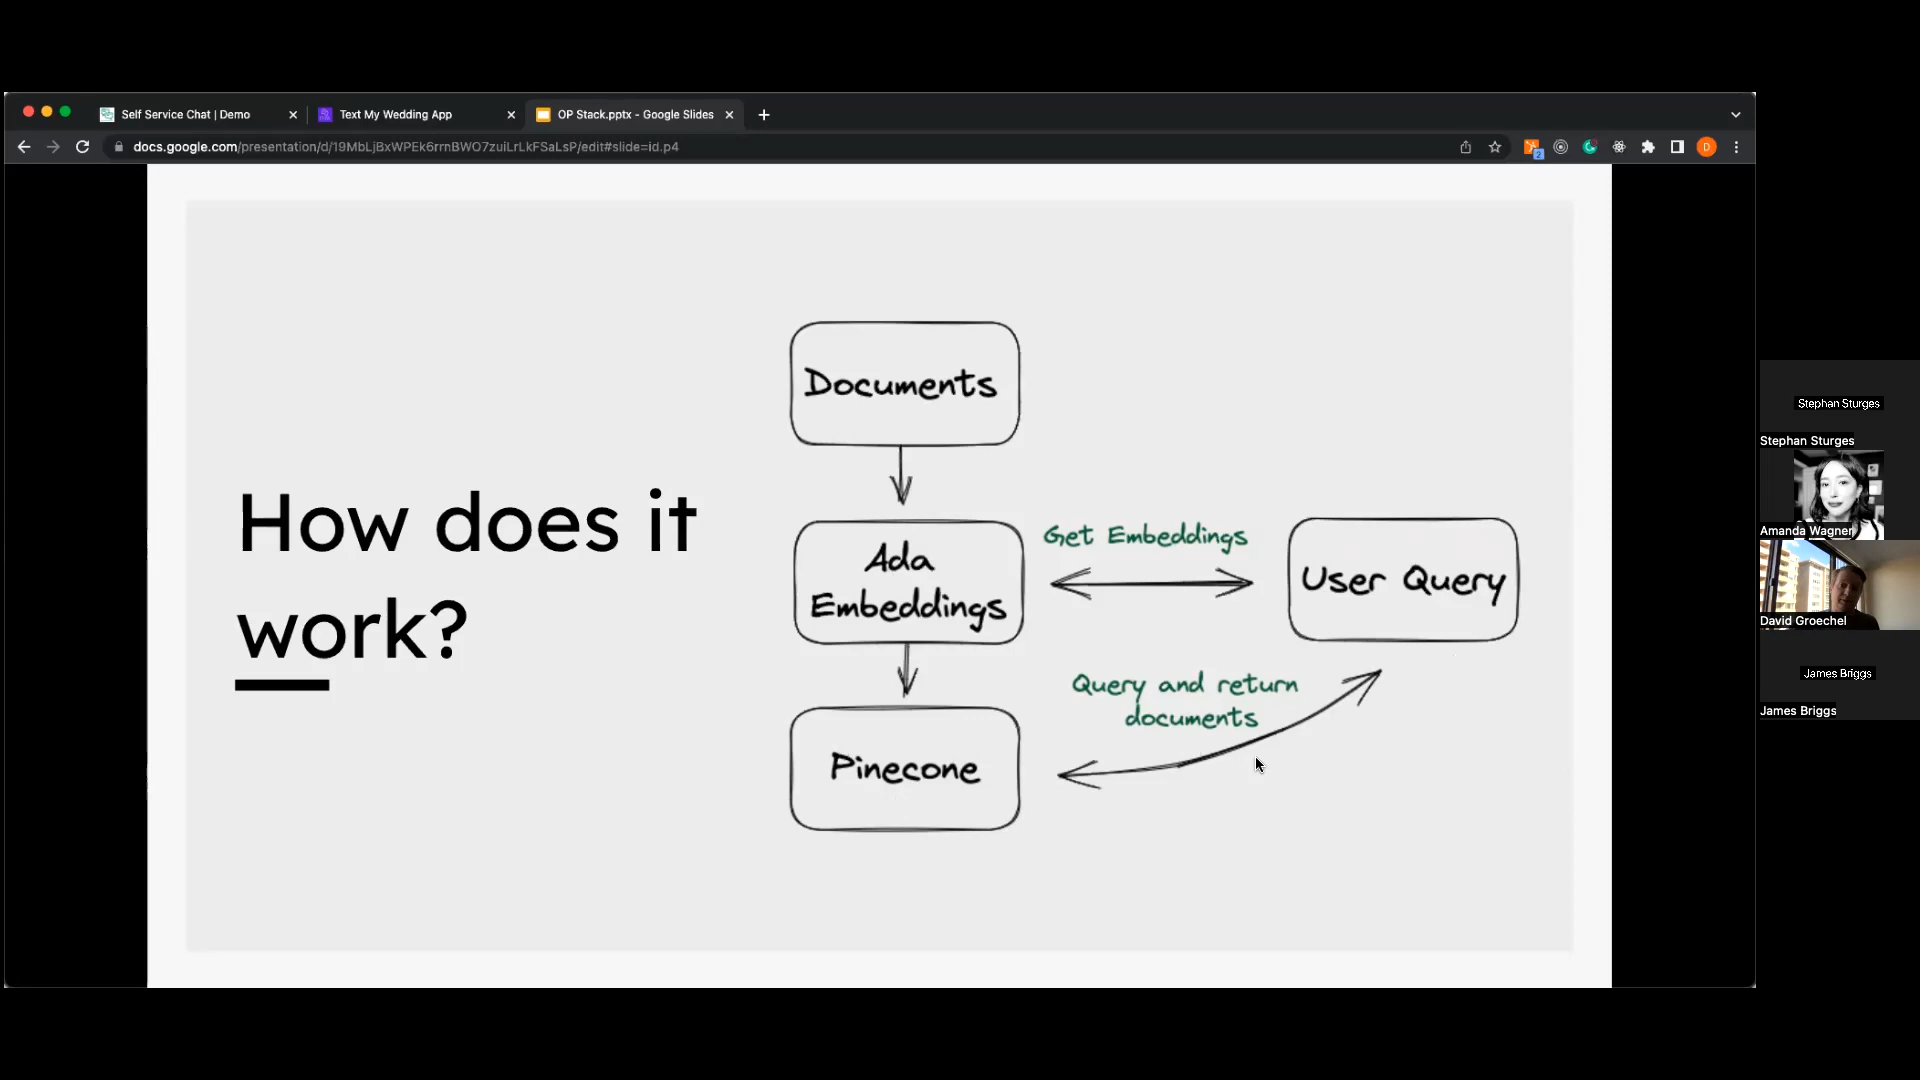 Self Service Chat | Demo
Text My Wedding App
OP Stack.pptx - Google Slides
docs.google.com/presentation/d/19MbLjBxWPEk6rrnBWO7zuiLrLkFSaLsP/edit#slide=id.p4
2
D
How does it
work?
Documents
Ada
Embeddings
Get Embeddings
User Query
Query and return
documents
Pinecone
Stephan Sturges
Stephan Sturges
Amanda Wagner
David Groechel
James Briggs
James Briggs